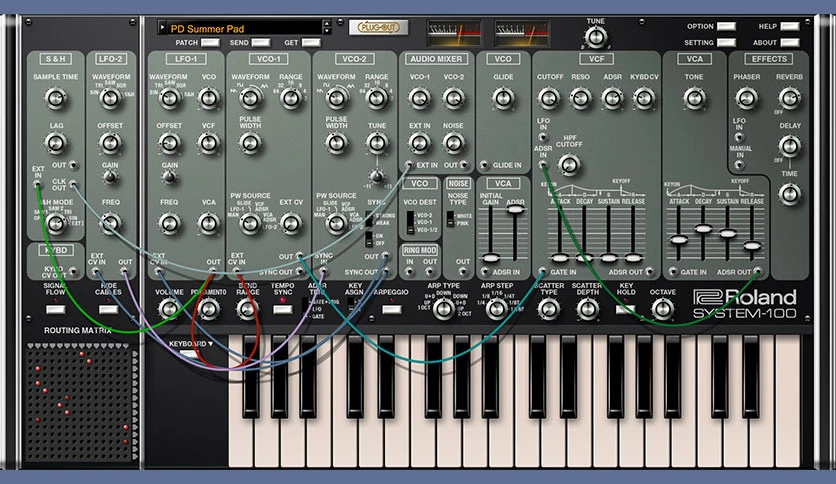 PD Summer Pad
PLUG-OUT
TUNE
OPTION
HELP
PATCH
SEND
GET
SETTING
ABOUT
S & H
LFO-2
LFO-1
VCO-1
VCO-2
AUDIO MIXER
VCO
VCF
VCA
EFFECTS
SAMPLE TIME
WAVEFORM
WAVEFORM
VCO
WAVEFORM
RANGE
WAVEFORM
RANGE
VCO-1
VCO-2
GLIDE
CUTOFF
RESO
ADSR
KYBD CV
TONE
PHASER
REVERB
LAG
OFFSET
OFFSET
VCF
PULSE
WIDTH
PULSE
WIDTH
TUNE
EXT IN
NOISE
LFO
IN
ADSR
IN
HPF
CUTOFF
LFO
IN
MANUAL
IN
DELAY
OUT
EXT
IN
CLK
OUT
GAIN
GAIN
EXT IN
OUT
GLIDE IN
TIME
S&H MODE
FREQ
FREQ
VCA
PW SOURCE
EXT CV
PW SOURCE
SYNC
STRONG
WEAK
ON
OFF
VCO
VCO DEST
VCO-2
VCO-1
VCO-1/2
NOISE
NOISE
TYPE
WHITE
PINK
VCA
INITIAL
GAIN
ADSR
KEYON
KEYOFF
ATTACK
DECAY
SUSTAIN
RELEASE
KEYON
KEYOFF
ATTACK
DECAY
SUSTAIN
RELEASE
KYBD
KYBD
CV OUT
EXT
CV IN
OUT
EXT
CV IN
OUT
EXT
CV IN
OUT
SYNC OUT
SYNC
IN
OUT
SYNC OUT
RING MOD
IN
OUT
OUT
ADSR IN
GATE IN
ADSR OUT
GATE IN
ADSR OUT
SIGNAL
FLOW
HIDE
CABLES
VOLUME
PORTAMENTO
BEND
RANGE
TEMPO
SYNC
KEY
ASGN
ARPEGGIO
ARP TYPE
ARP STEP
SCATTER
TYPE
SCATTER
DEPTH
KEY
HOLD
OCTAVE
Roland
SYSTEM-100
ROUTING MATRIX
KEYBOARD ▼